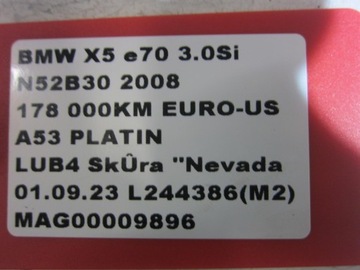 BMW X5 e70 3.0Si
N52B30 2008
178 000KM EURO-US
A53 PLATIN
LUB4 SkÛra "Nevada
01.09.23 L244386(M2)
MAG00009896